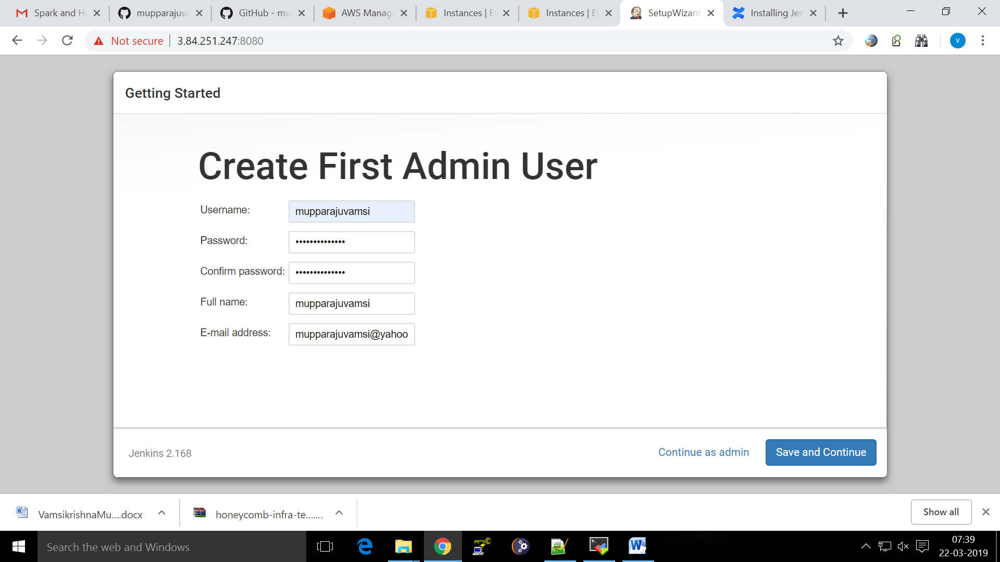 Spark and Ha
mupparajuva
GitHub - mu
AWS Manag
Instances | E
Instances | E
SetupWizard
Installing Jen
Not secure | 3.84.251.247:8080
V
Getting Started
Create First Admin User
Username: mupparajuvamsi
Password: ••••••••••••••
Confirm password: ••••••••••••••
Full name: mupparajuvamsi
E-mail address: mupparajuvamsi@yahoo
Jenkins 2.168
Continue as admin
Save and Continue
VamsikrishnaMu....docx
honeycomb-infra-te.......
Show all
Search the web and Windows
07:39
22-03-2019